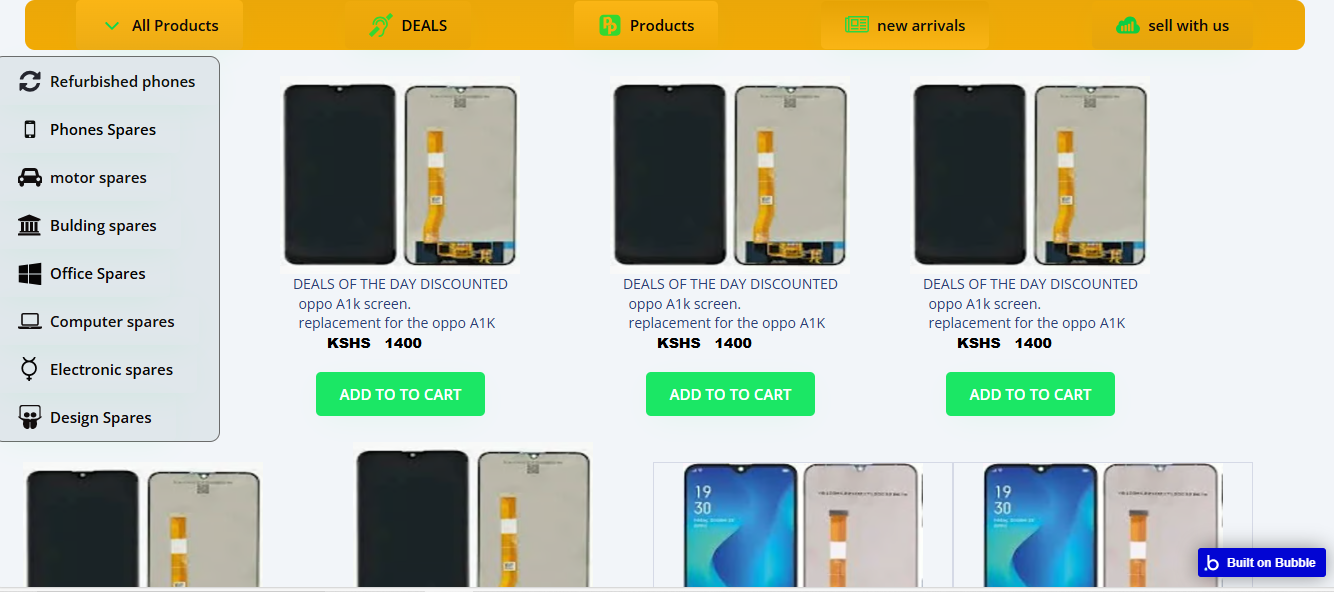 All Products
DEALS
Products
new arrivals
sell with us
Refurbished phones
Phones Spares
motor spares
Bulding spares
Office Spares
Computer spares
Electronic spares
Design Spares
DEALS OF THE DAY DISCOUNTED
oppo A1k screen.
replacement for the oppo A1K
KSHS 1400
ADD TO TO CART
DEALS OF THE DAY DISCOUNTED
oppo A1k screen.
replacement for the oppo A1K
KSHS 1400
ADD TO TO CART
DEALS OF THE DAY DISCOUNTED
oppo A1k screen.
replacement for the oppo A1K
KSHS 1400
ADD TO TO CART
19
30
19
30
Built on Bubble